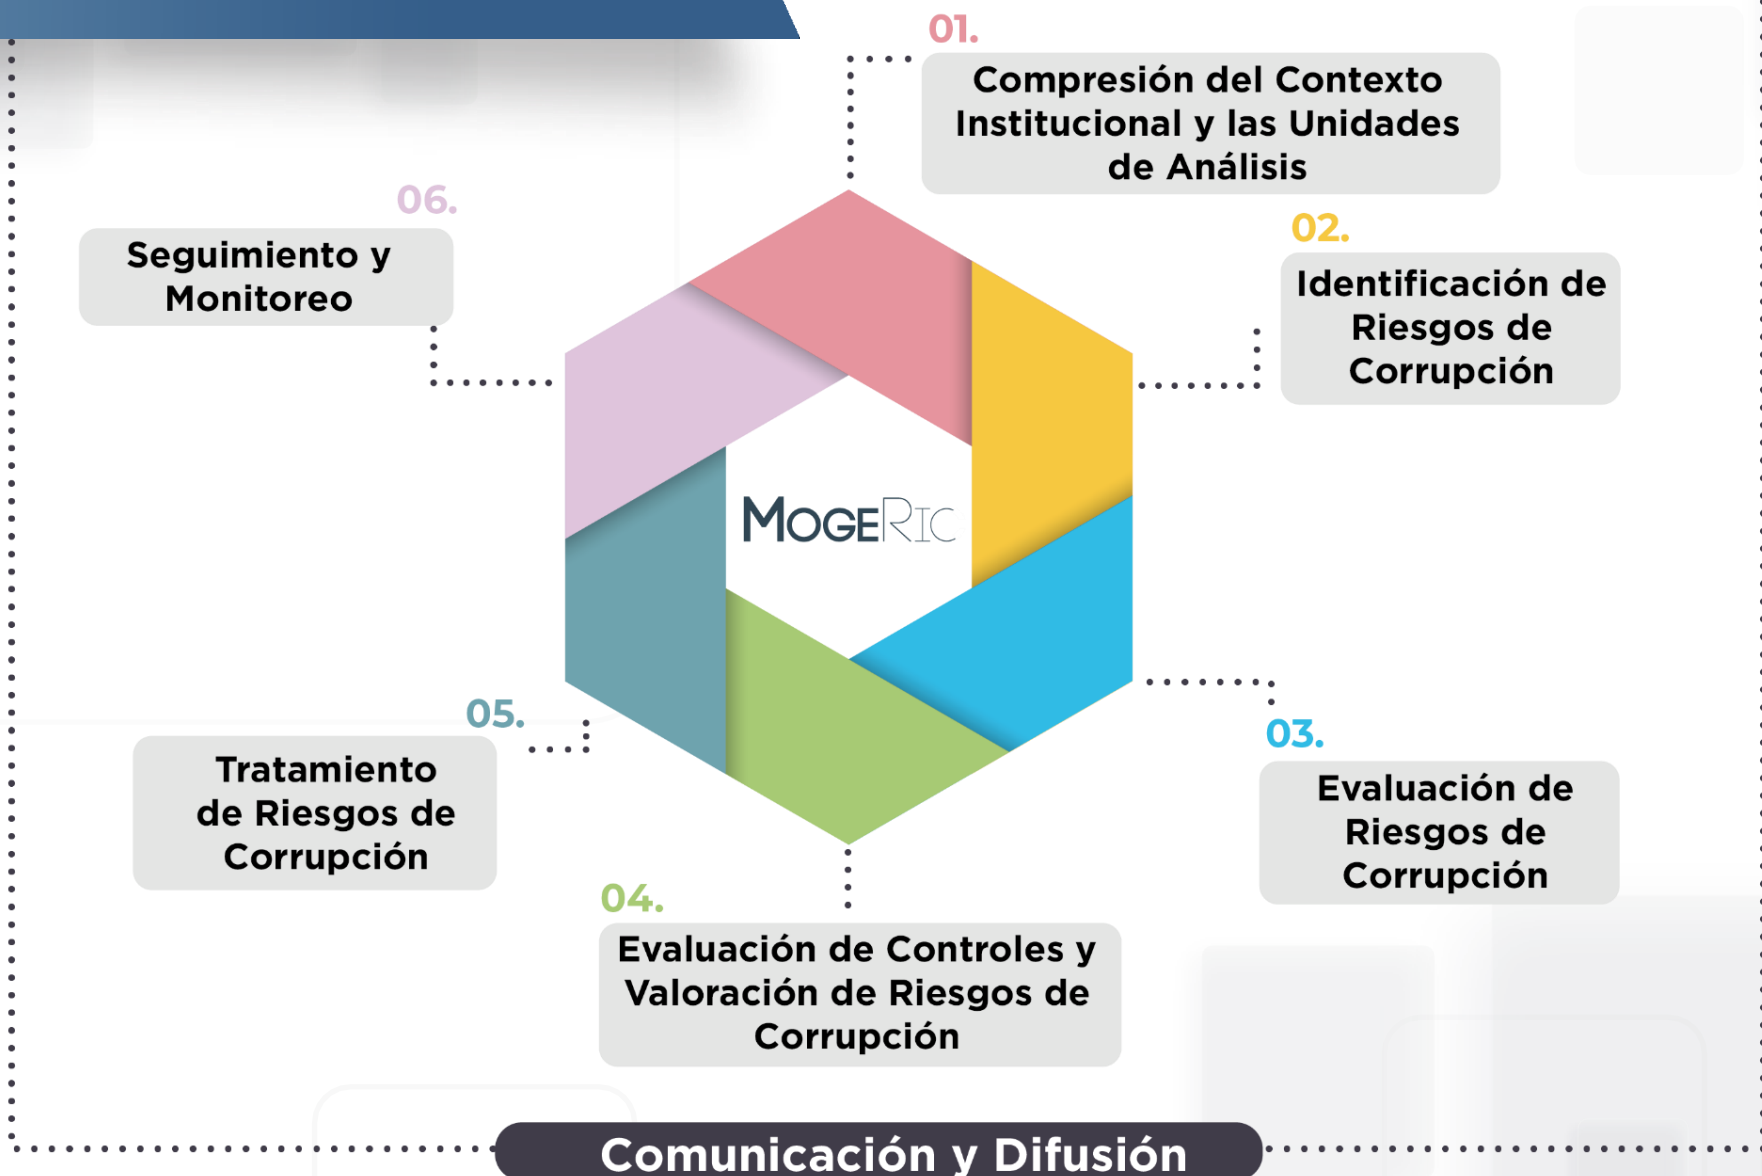 01.
Compresión del Contexto
Institucional y las Unidades
de Análisis
02.
Identificación de
Riesgos de
Corrupción
03.
Evaluación de
Riesgos de
Corrupción
04.
Evaluación de Controles y
Valoración de Riesgos de
Corrupción
05.
Tratamiento
de Riesgos de
Corrupción
06.
Seguimiento y
Monitoreo
MOGERIC
Comunicación y Difusión